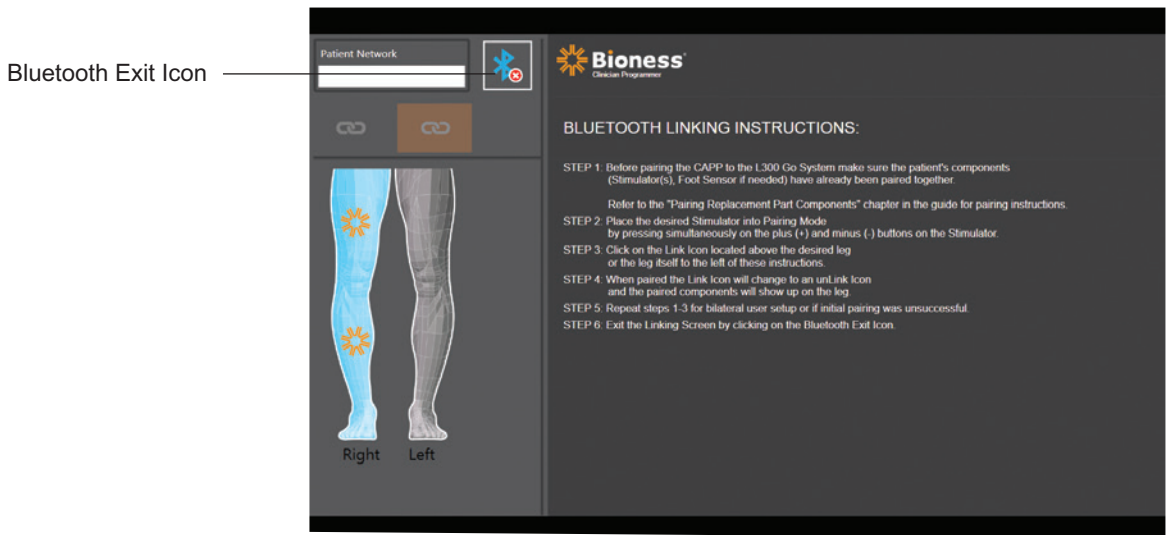 Bluetooth Exit Icon
Patient Network
Bioness
Clinician Programmer
BLUETOOTH LINKING INSTRUCTIONS:
STEP 1: Before pairing the CAPP to the L300 Go System make sure the patient's components
(Stimulator(s), Foot Sensor if needed) have already been paired together.
Refer to the "Pairing Replacement Part Components" chapter in the guide for pairing instructions.
STEP 2: Place the desired Stimulator into Pairing Mode
by pressing simultaneously on the plus (+) and minus (-) buttons on the Stimulator.
STEP 3: Click on the Link Icon located above the desired leg
or the leg itself to the left of these instructions.
STEP 4: When paired the Link Icon will change to an unLink Icon
and the paired components will show up on the leg.
STEP 5: Repeat steps 1-3 for bilateral user setup or if initial pairing was unsuccessful.
STEP 6: Exit the Linking Screen by clicking on the Bluetooth Exit Icon.
Right Left